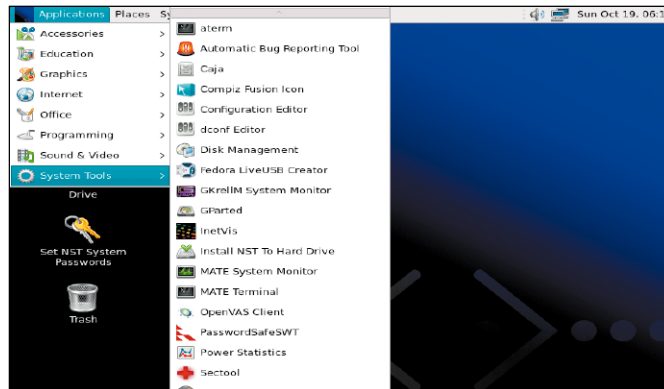 Applications Places Sy
Sun Oct 19, 06:1
Accessories
Education
Graphics
Internet
Office
Programming
Sound & Video
System Tools
aterm
Automatic Bug Reporting Tool
Caja
Compiz Fusion Icon
Configuration Editor
dconf Editor
Disk Management
Fedora LiveUSB Creator
GKrellM System Monitor
GParted
InetVis
Install NST To Hard Drive
MATE System Monitor
MATE Terminal
OpenVAS Client
PasswordSafeSWT
Power Statistics
Sectool
Drive
Set NST System
Passwords
Trash